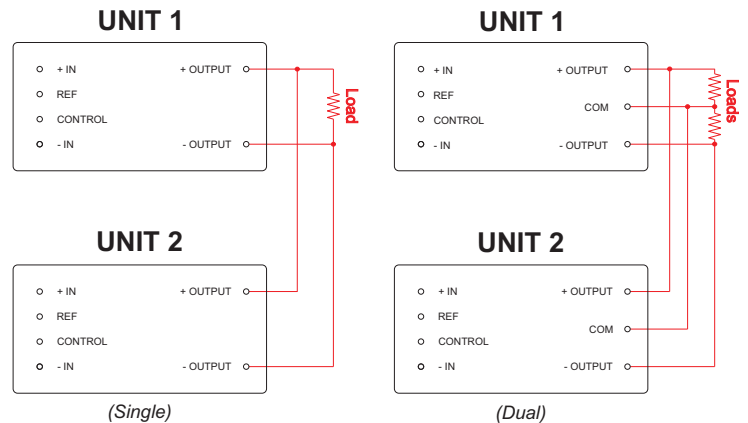 UNIT 1
+ IN
REF
CONTROL
- IN
+ OUTPUT
- OUTPUT
Load
UNIT 2
+ IN
REF
CONTROL
- IN
+ OUTPUT
- OUTPUT
(Single)
UNIT 1
+ IN
REF
CONTROL
- IN
+ OUTPUT
COM
- OUTPUT
Loads
UNIT 2
+ IN
REF
CONTROL
- IN
+ OUTPUT
COM
- OUTPUT
(Dual)